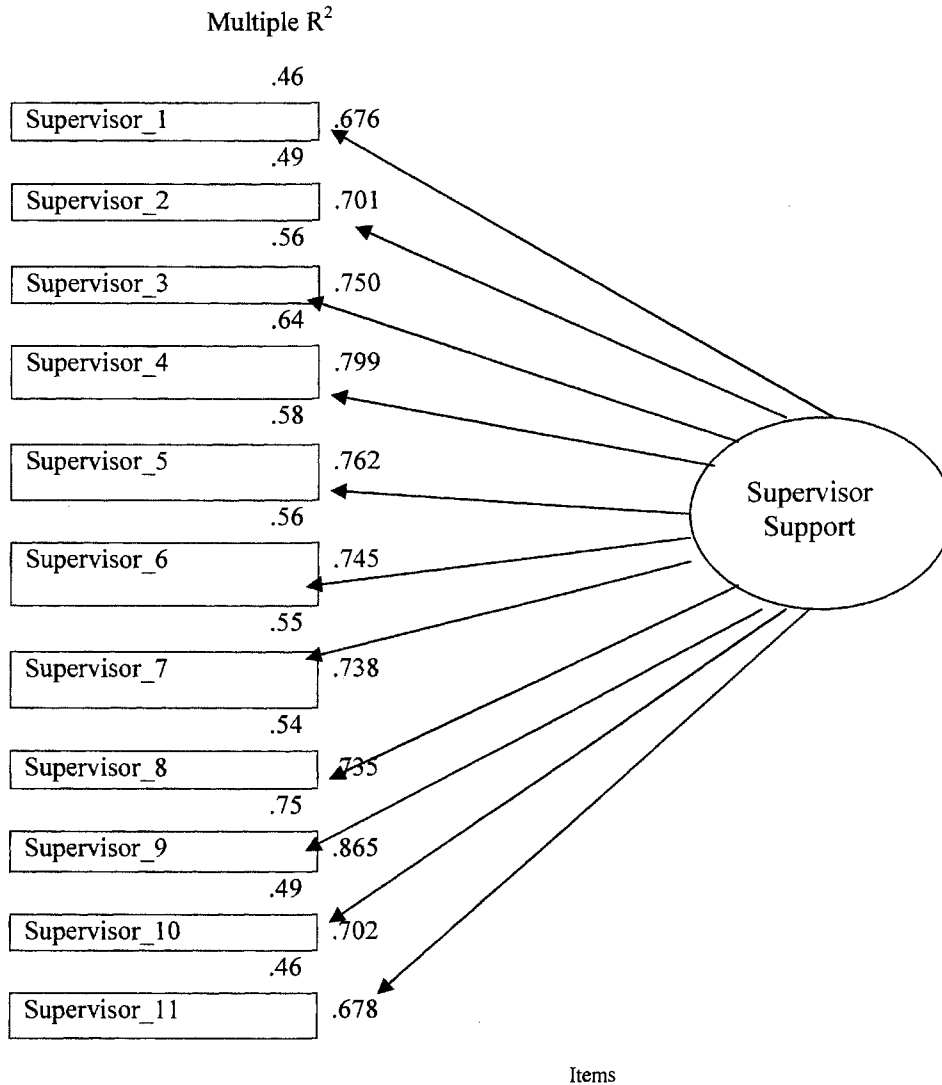 Multiple R²
.46
Supervisor_1 .676
.49
Supervisor_2 .701
.56
Supervisor_3 .750
.64
Supervisor_4 .799
.58
Supervisor_5 .762
.56
Supervisor_6 .745
.55
Supervisor_7 .738
.54
Supervisor_8 .735
.75
Supervisor_9 .865
.49
Supervisor_10 .702
.46
Supervisor_11 .678
Supervisor
Support
Items